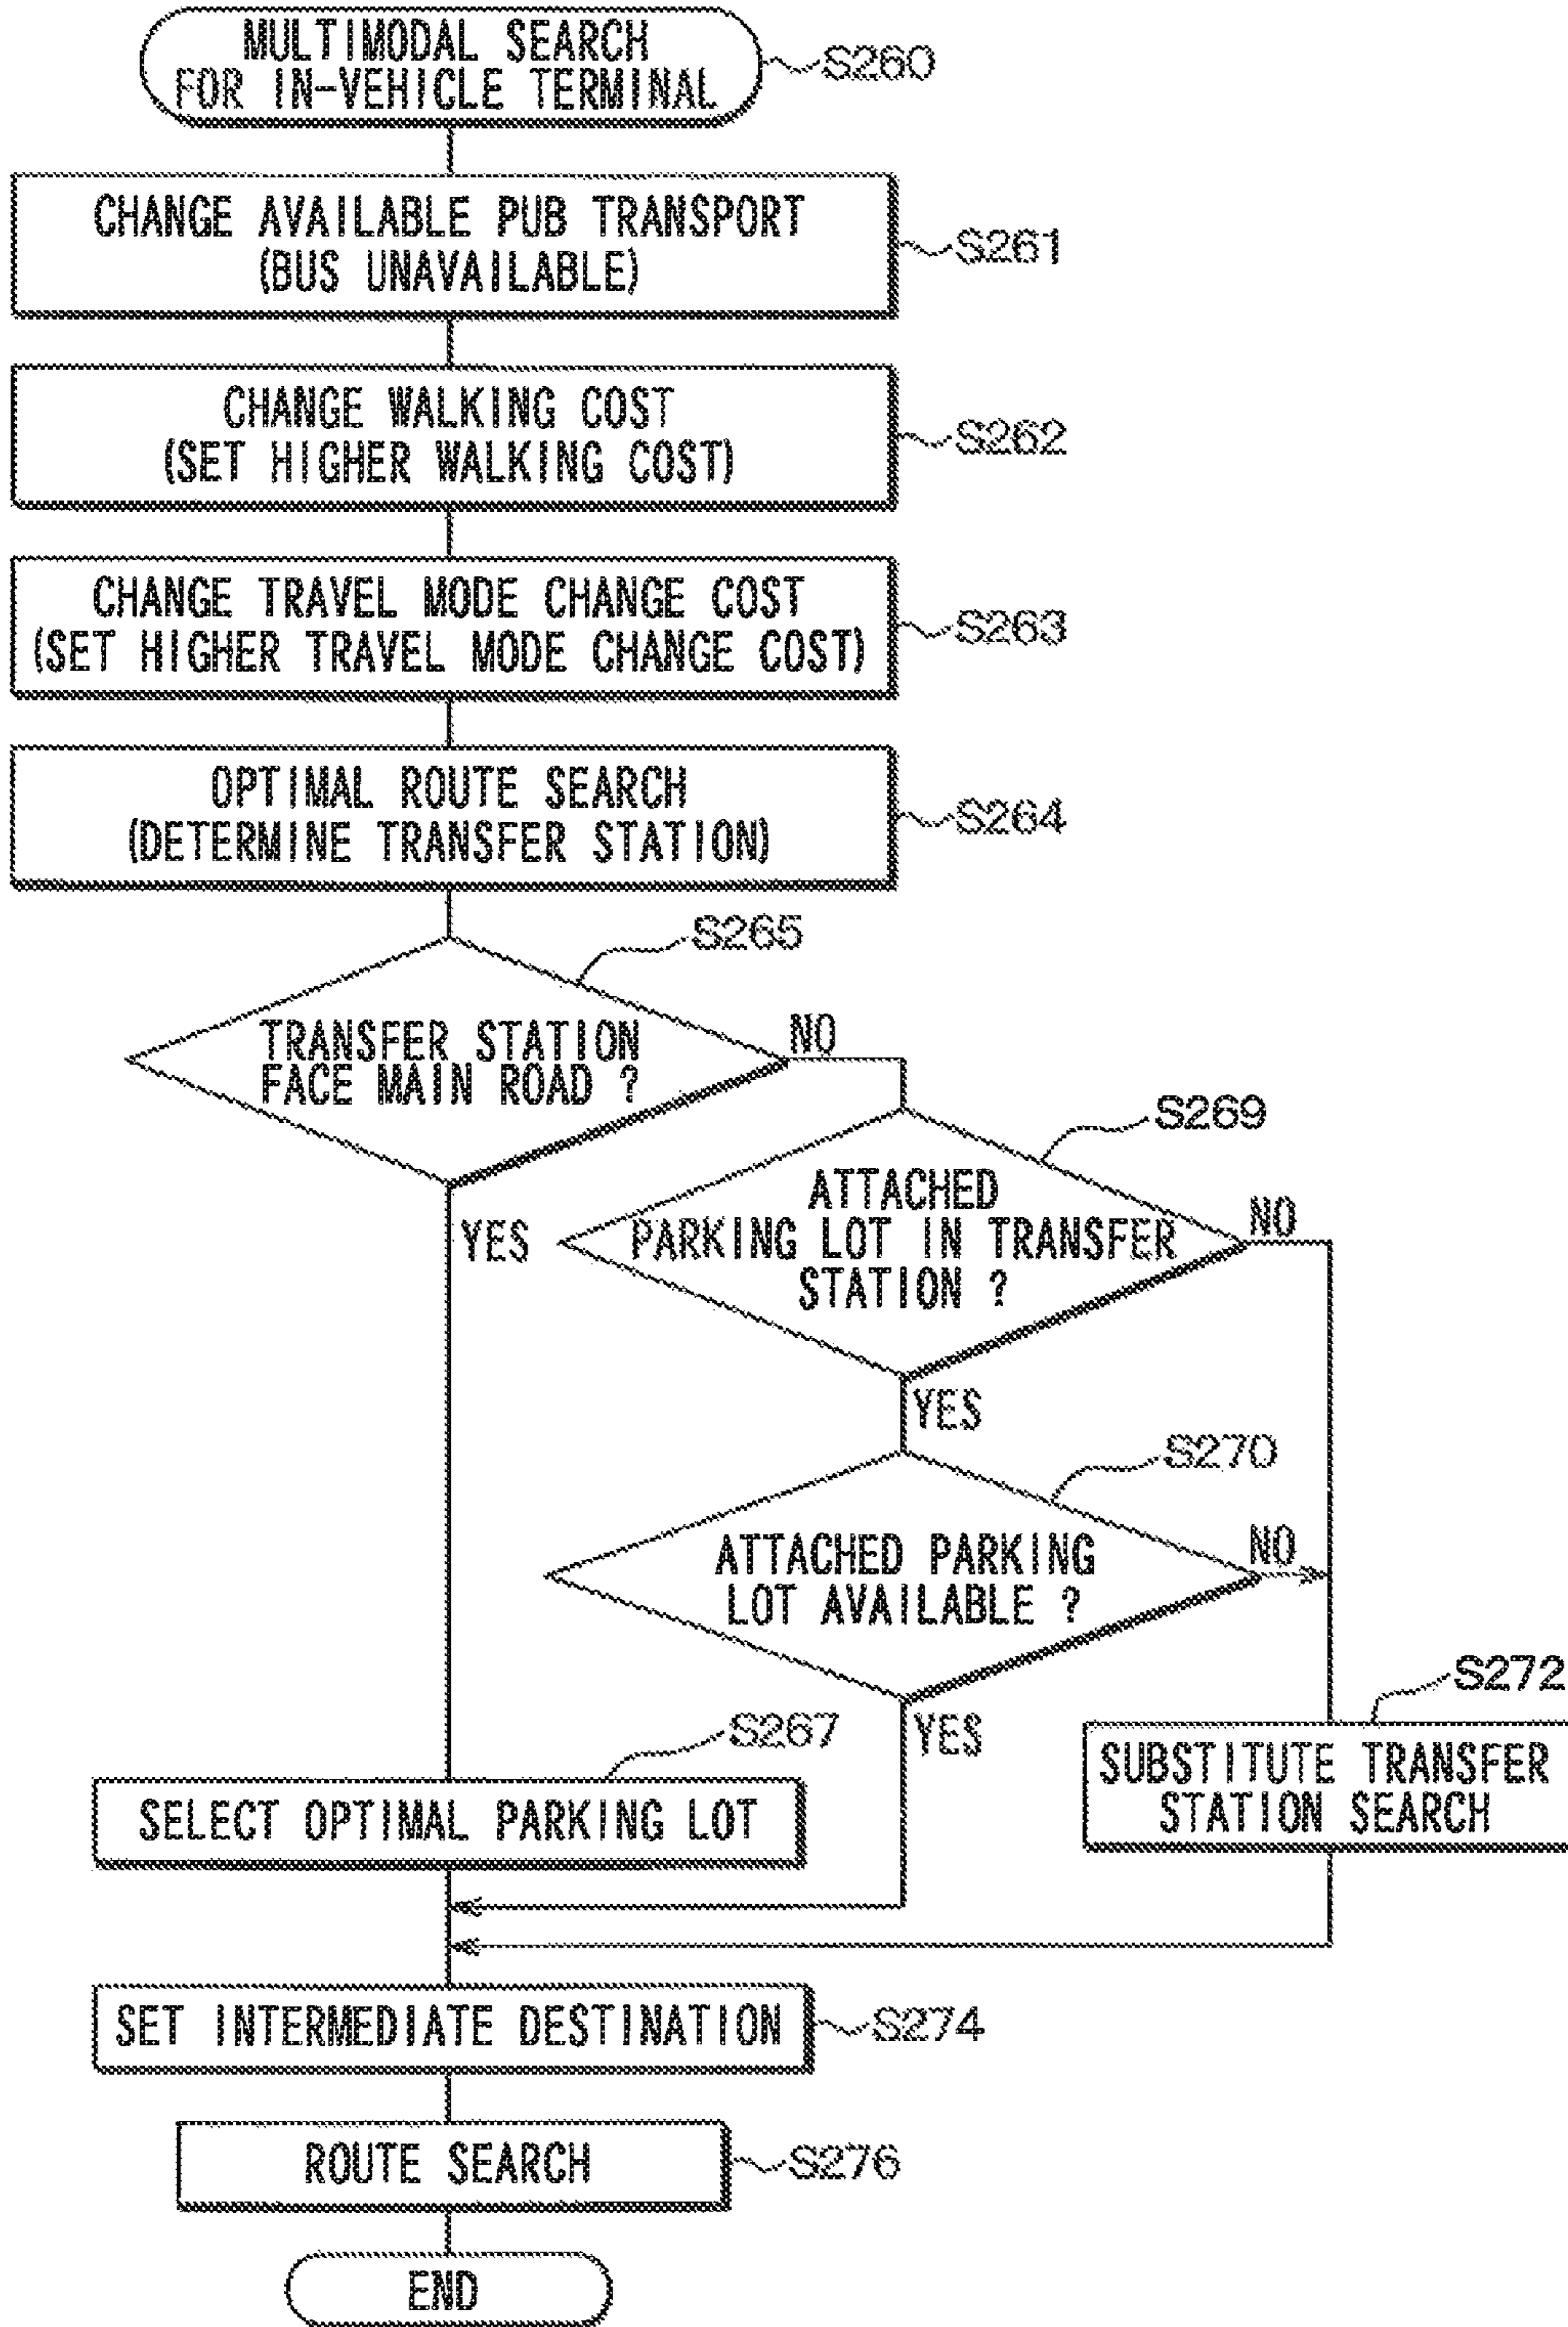 MULTIMODAL SEARCH
FOR IN-VEHICLE TERMINAL
S260
CHANGE AVAILABLE PUB TRANSPORT
(BUS UNAVAILABLE)
S261
CHANGE WALKING COST
(SET HIGHER WALKING COST)
S262
CHANGE TRAVEL MODE CHANGE COST
(SET HIGHER TRAVEL MODE CHANGE COST)
S263
OPTIMAL ROUTE SEARCH
(DETERMINE TRANSFER STATION)
S264
S265
TRANSFER STATION
FACE MAIN ROAD ?
NO
YES
S269
ATTACHED
PARKING LOT IN TRANSFER
STATION ?
NO
YES
S270
ATTACHED PARKING
LOT AVAILABLE ?
NO
YES
S272
SUBSTITUTE TRANSFER
STATION SEARCH
S267
SELECT OPTIMAL PARKING LOT
SET INTERMEDIATE DESTINATION
S274
ROUTE SEARCH
S276
END